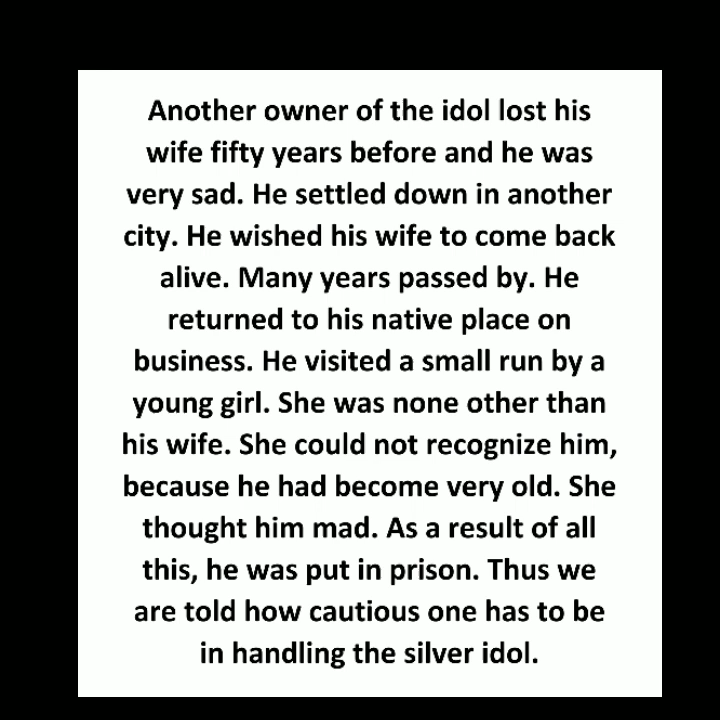 Another owner of the idol lost his
wife fifty years before and he was
very sad. He settled down in another
city. He wished his wife to come back
alive. Many years passed by. He
returned to his native place on
business. He visited a small run by a
young girl. She was none other than
his wife. She could not recognize him,
because he had become very old. She
thought him mad. As a result of all
this, he was put in prison. Thus we
are told how cautious one has to be
in handling the silver idol.